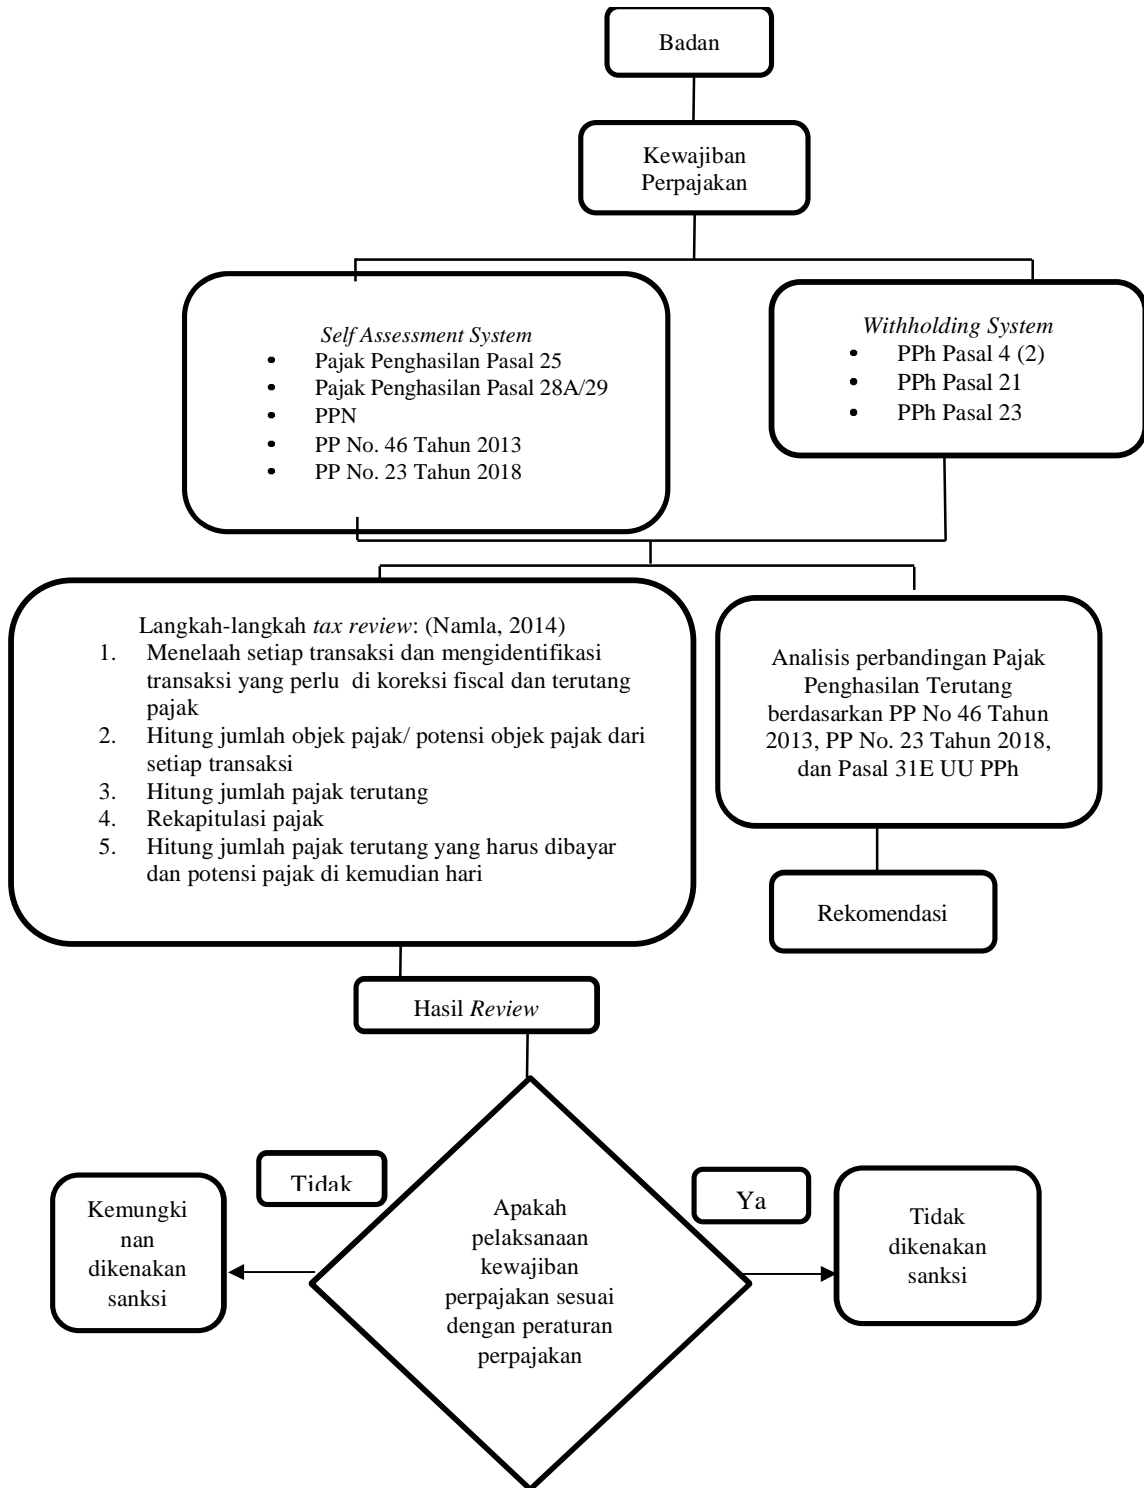 Badan
Kewajiban
Perpajakan
Self Assessment System
• Pajak Penghasilan Pasal 25
• Pajak Penghasilan Pasal 28A/29
• PPN
• PP No. 46 Tahun 2013
• PP No. 23 Tahun 2018
Withholding System
• PPh Pasal 4 (2)
• PPh Pasal 21
• PPh Pasal 23
Langkah-langkah tax review: (Namla, 2014)
1. Menelaah setiap transaksi dan mengidentifikasi
transaksi yang perlu di koreksi fiscal dan terutang
pajak
2. Hitung jumlah objek pajak/ potensi objek pajak dari
setiap transaksi
3. Hitung jumlah pajak terutang
4. Rekapitulasi pajak
5. Hitung jumlah pajak terutang yang harus dibayar
dan potensi pajak di kemudian hari
Analisis perbandingan Pajak
Penghasilan Terutang
berdasarkan PP No 46 Tahun
2013, PP No. 23 Tahun 2018,
dan Pasal 31E UU PPh
Rekomendasi
Hasil Review
Tidak
Ya
Kemungki
nan
dikenakan
sanksi
Apakah
pelaksanaan
kewajiban
perpajakan sesuai
dengan peraturan
perpajakan
Tidak
dikenakan
sanksi